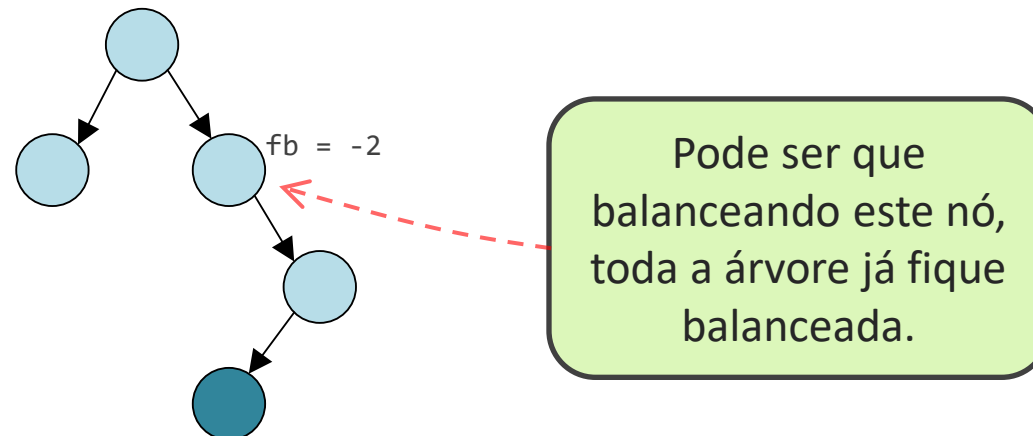 fb = -2
Pode ser que
balanceando este nó,
toda a árvore já fique
balanceada.